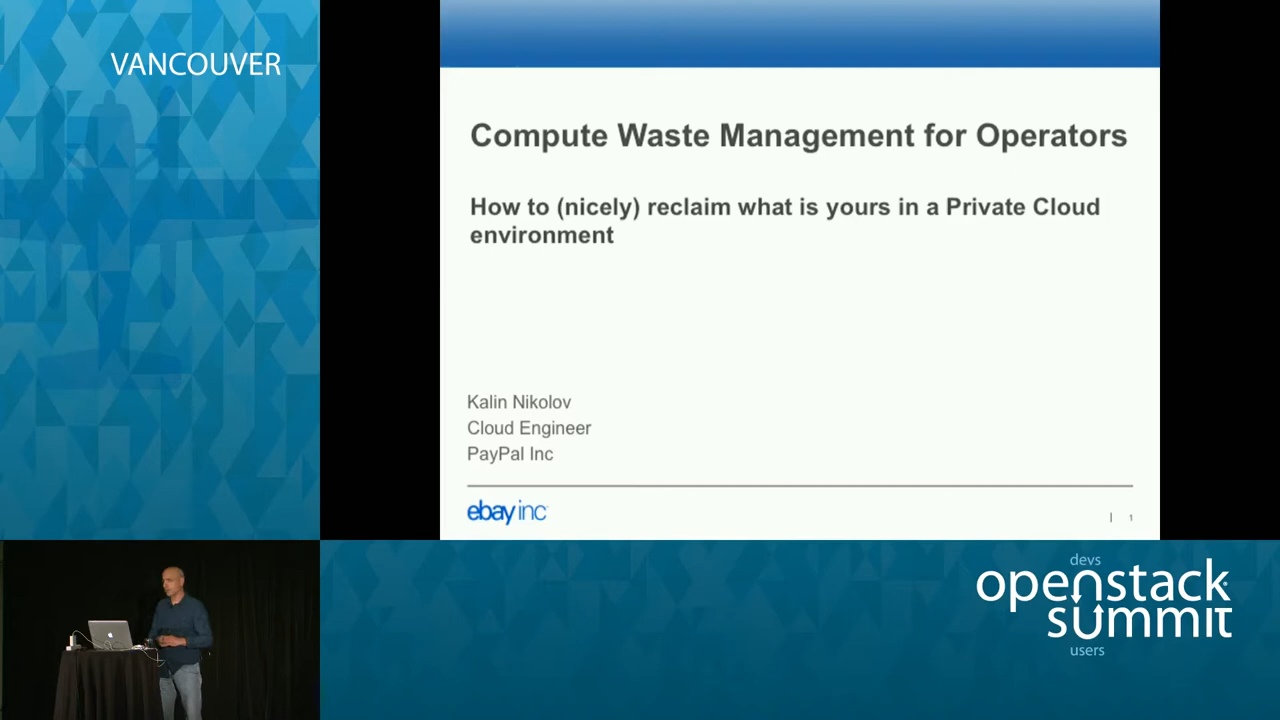 VANCOUVER
Compute Waste Management for Operators
How to (nicely) reclaim what is yours in a Private Cloud
environment
Kalin Nikolov
Cloud Engineer
PayPal Inc
ebay inc
| 1
devs
openstack
summit
users